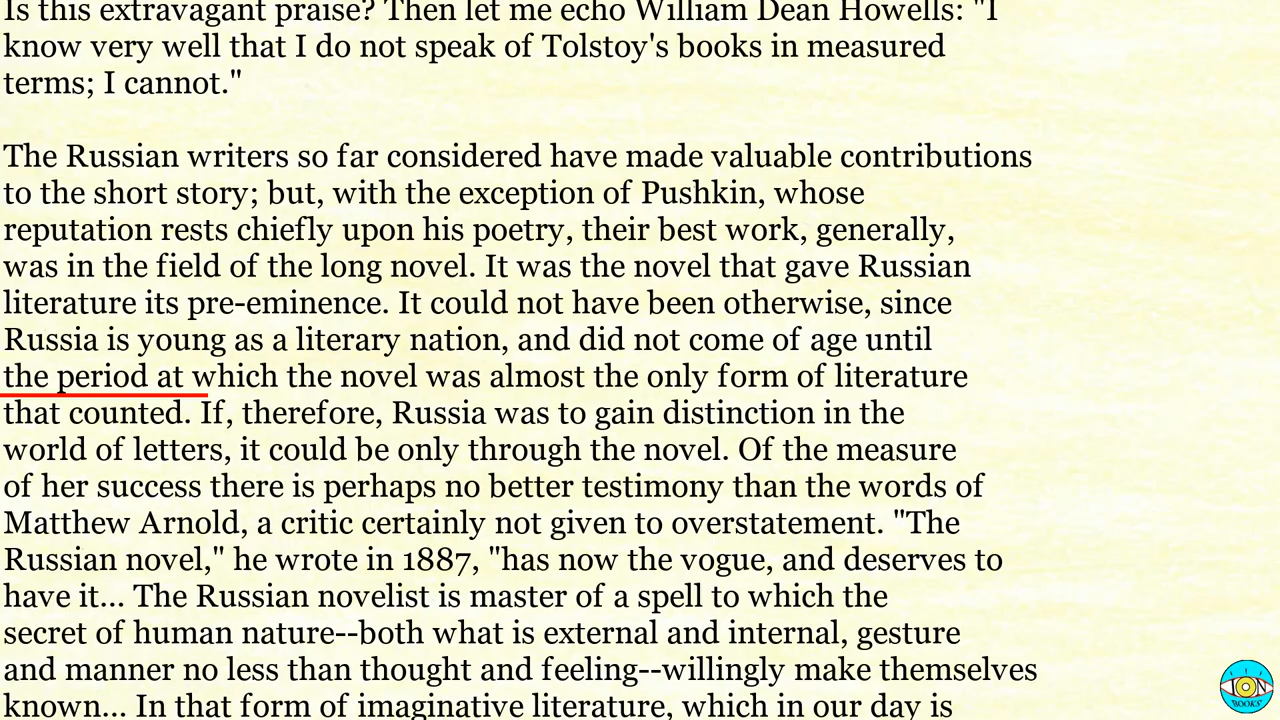 Is this extravagant praise? Then let me echo William Dean Howells: "I
know very well that I do not speak of Tolstoy's books in measured
terms; I cannot."
The Russian writers so far considered have made valuable contributions
to the short story; but, with the exception of Pushkin, whose
reputation rests chiefly upon his poetry, their best work, generally,
was in the field of the long novel. It was the novel that gave Russian
literature its pre-eminence. It could not have been otherwise, since
Russia is young as a literary nation, and did not come of age until
the period at which the novel was almost the only form of literature
that counted. If, therefore, Russia was to gain distinction in the
world of letters, it could be only through the novel. Of the measure
of her success there is perhaps no better testimony than the words of
Matthew Arnold, a critic certainly not given to overstatement. "The
Russian novel," he wrote in 1887, "has now the vogue, and deserves to
have it... The Russian novelist is master of a spell to which the
secret of human nature--both what is external and internal, gesture
and manner no less than thought and feeling--willingly make themselves
known... In that form of imaginative literature, which in our day is
ION
BOOKS